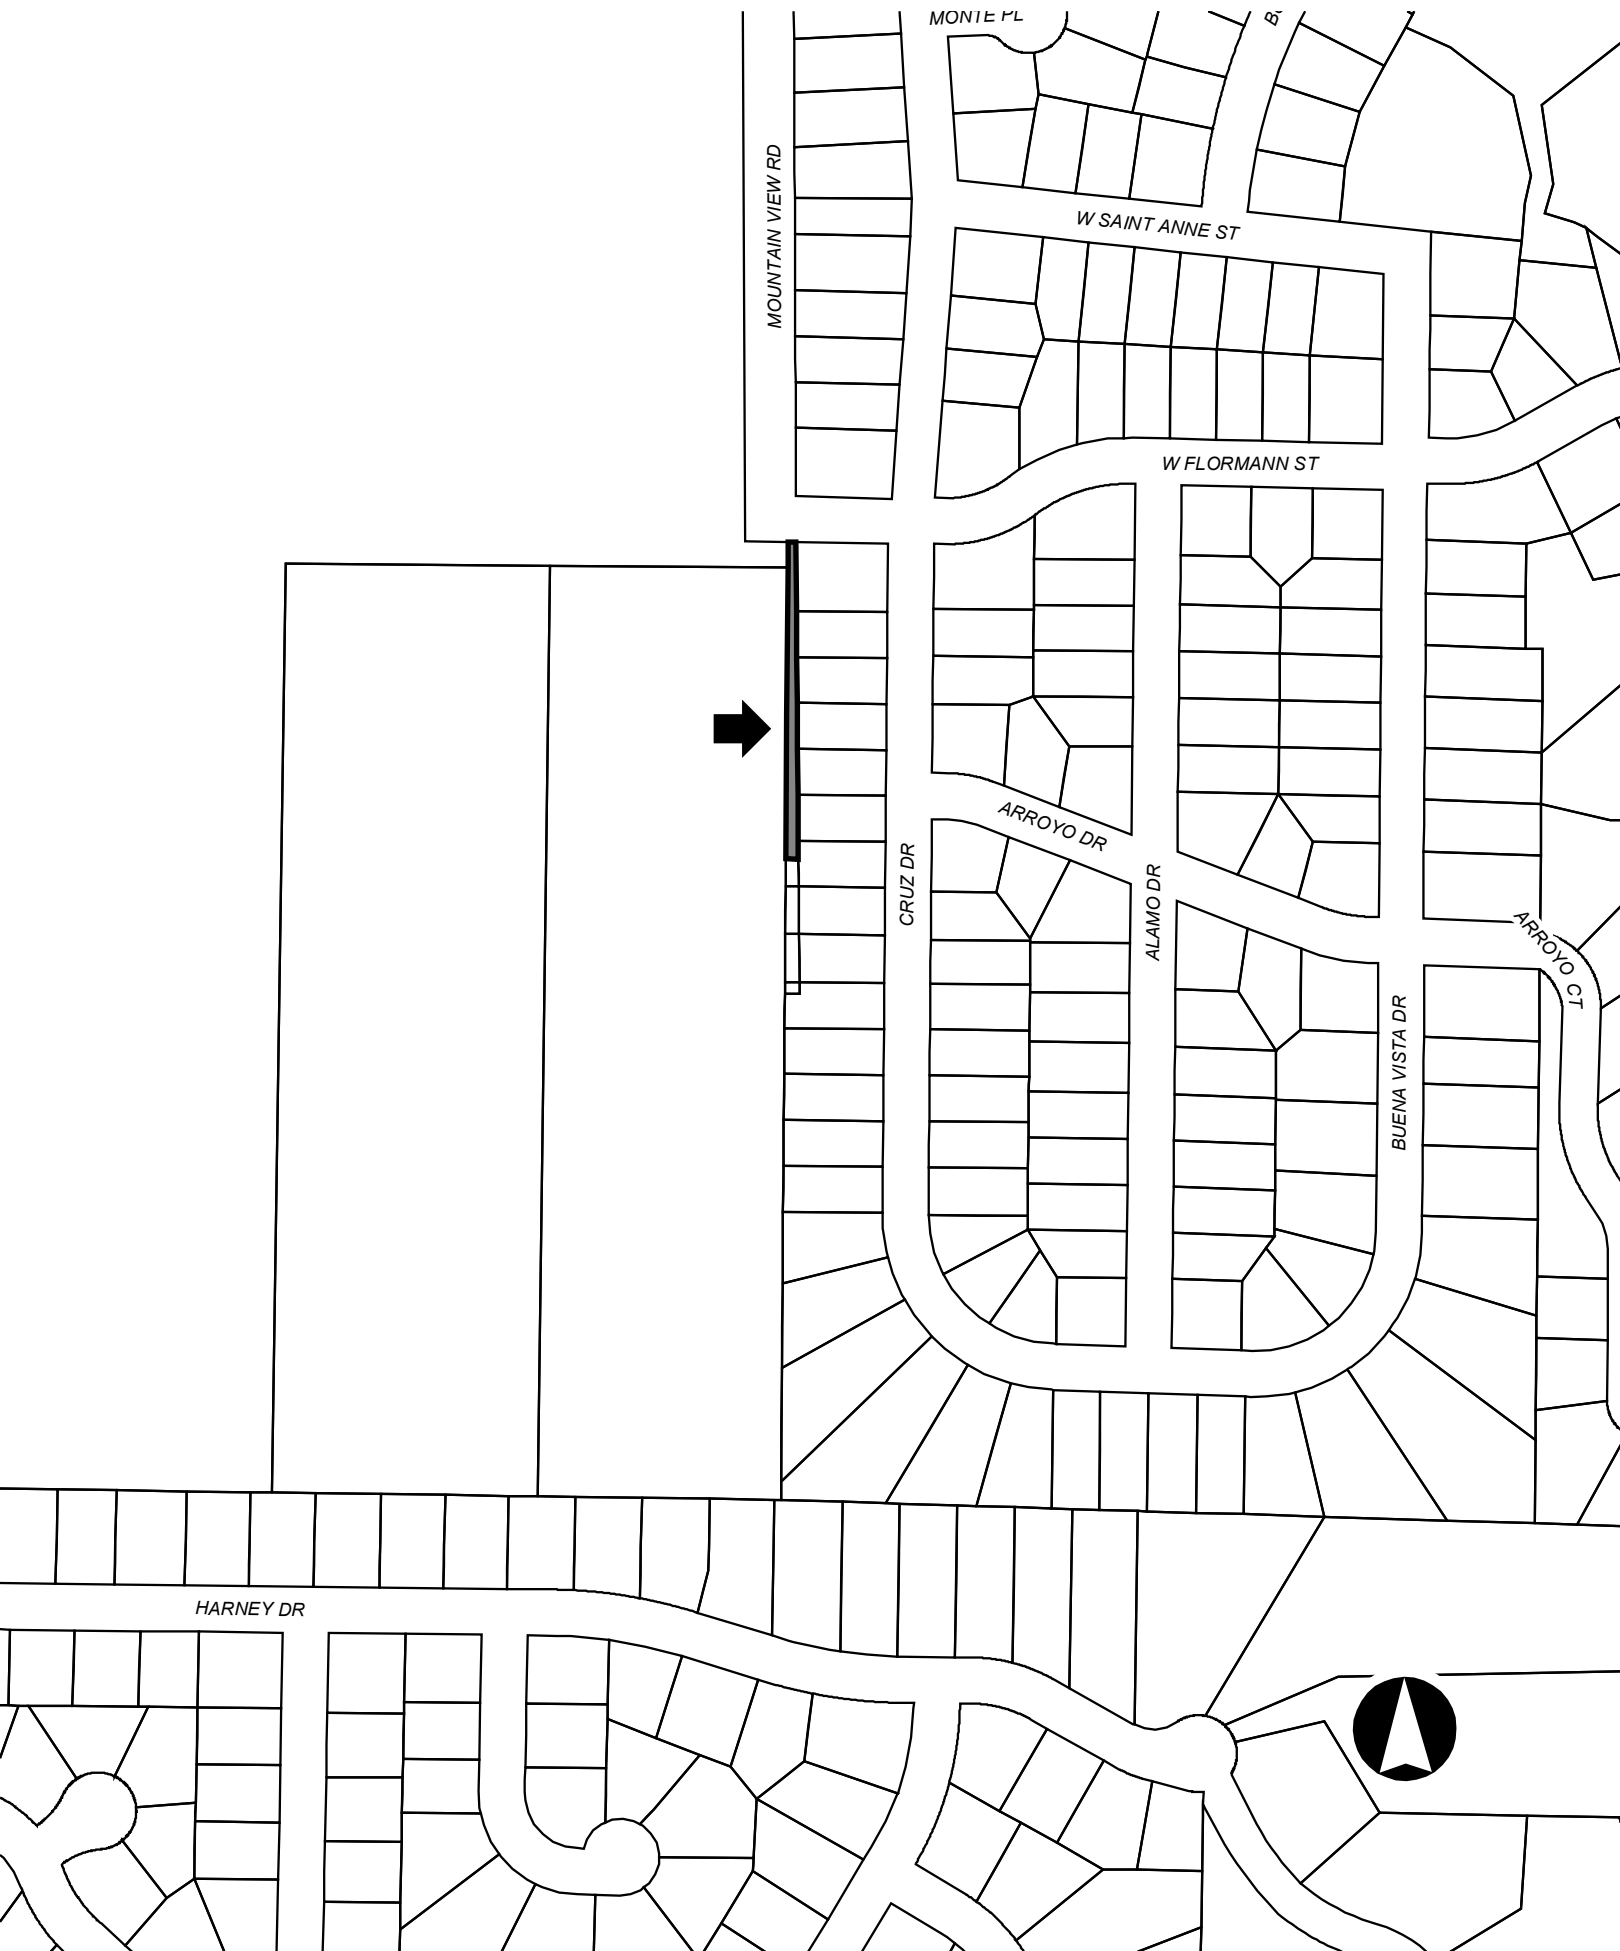 MONTE PL
MOUNTAIN VIEW RD
W SAINT ANNE ST
W FLORMANN ST
ARROYO DR
CRUZ DR
ALAMO DR
ARROYO CT
BUENA VISTA DR
HARNEY DR